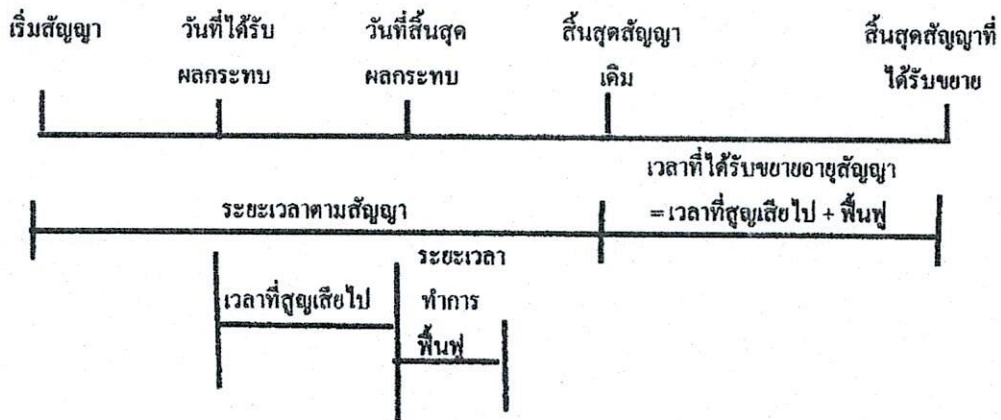 เริ่มสัญญา วันที่ได้รับ วันที่สิ้นสุด สิ้นสุดสัญญา สิ้นสุดสัญญาที่
ผลกระทบ ผลกระทบ เดิม ได้รับขยาย
เวลาที่ได้รับขยายอายุสัญญา
ระยะเวลาตามสัญญา = เวลาที่สูญเสียไป + ฟื้นฟู
ระยะเวลา
เวลาที่สูญเสียไป ทำการ
ฟื้นฟู